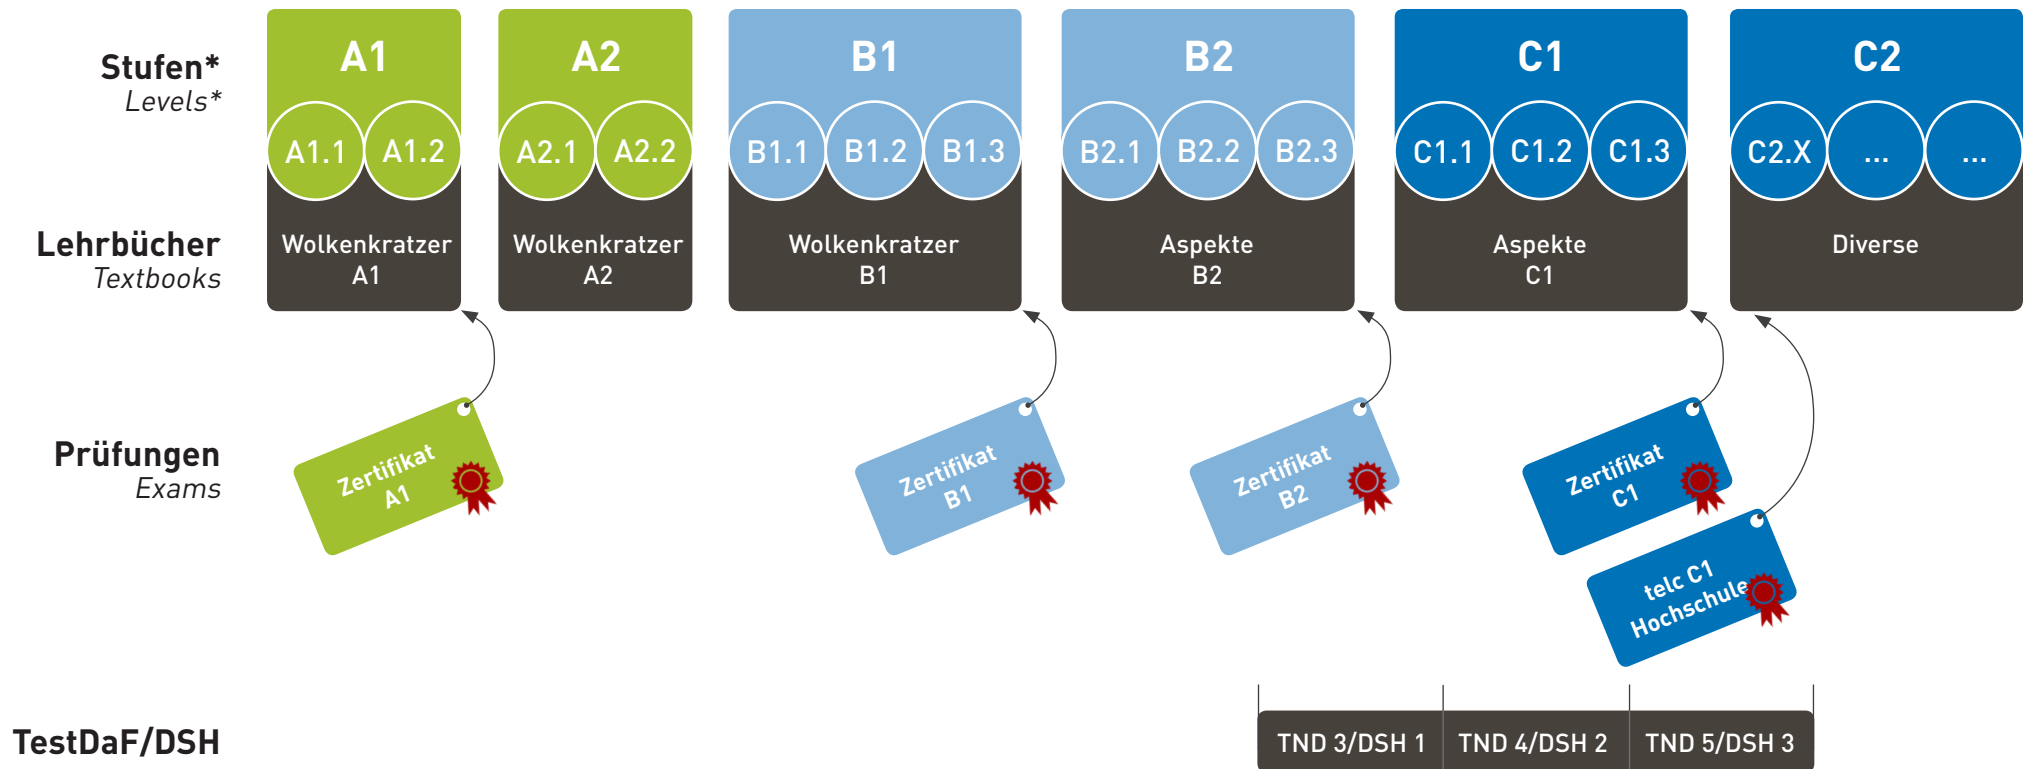 Stufen*
Levels*
A1
A2
B1
B2
C1
C2
A1.1
A1.2
A2.1
A2.2
B1.1
B1.2
B1.3
B2.1
B2.2
B2.3
C1.1
C1.2
C1.3
C2.X
...
...
Lehrbücher
Textbooks
Wolkenkratzer
A1
Wolkenkratzer
A2
Wolkenkratzer
B1
Aspekte
B2
Aspekte
C1
Diverse
Prüfungen
Exams
Zertifikat
A1
Zertifikat
B1
Zertifikat
B2
Zertifikat
C1
telc C1
Hochschule
TestDaF/DSH
TND 3/DSH 1
TND 4/DSH 2
TND 5/DSH 3